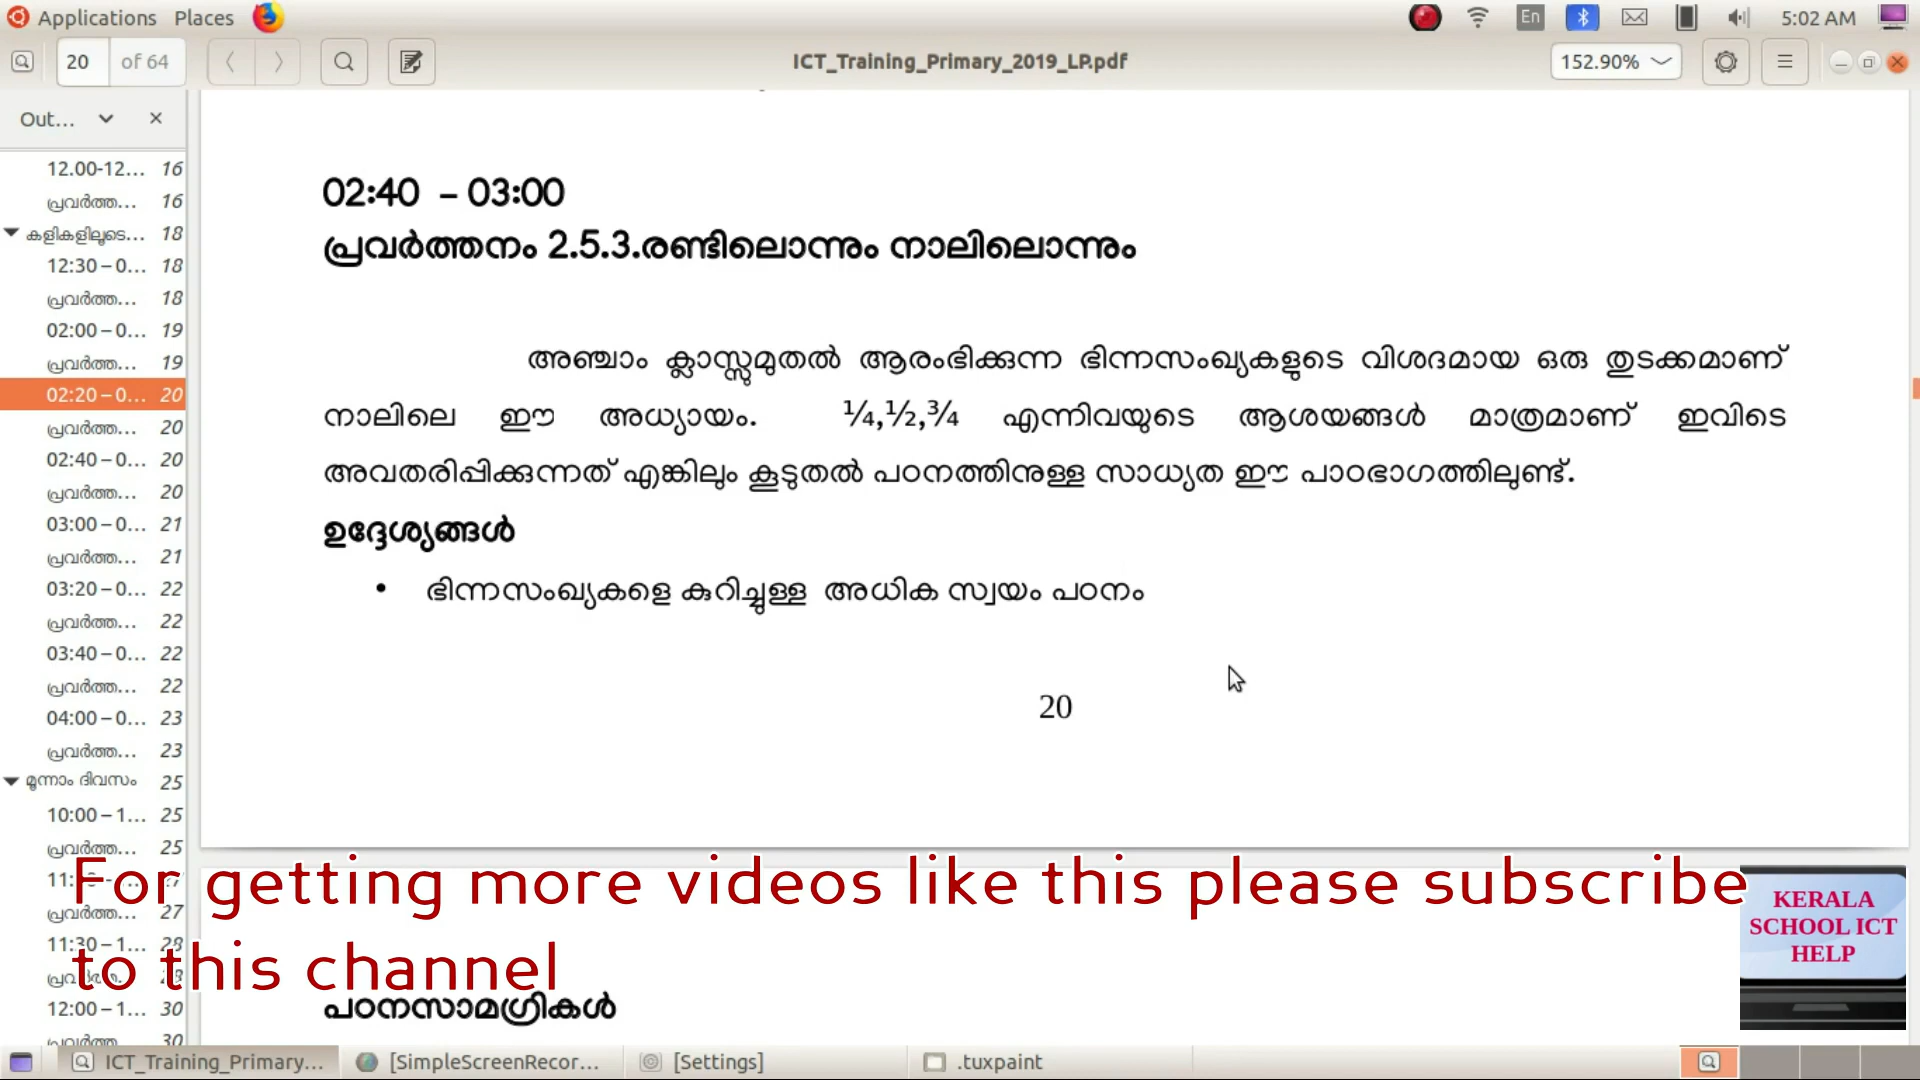 Applications Places En 5:02 AM
20 of 64 ICT_Training_Primary_2019_LP.pdf 152.90%
Out...
12.00-12... 16
പ്രവർത്ത... 16
കളികളിലൂടെ... 18
12:30 – 0... 18
പ്രവർത്ത... 18
02:00 – 0... 19
പ്രവർത്ത... 19
02:20 – 0... 20
പ്രവർത്ത... 20
02:40 – 0... 20
പ്രവർത്ത... 20
03:00 – 0... 21
പ്രവർത്ത... 21
03:20 – 0... 22
പ്രവർത്ത... 22
03:40 – 0... 22
പ്രവർത്ത... 22
04:00 – 0... 23
പ്രവർത്ത... 23
മൂന്നാം ദിവസം 25
10:00 – 1... 25
പ്രവർത്ത... 25
27
11:30 – 1... 28
12:00 – 1... 30
30
02:40 – 03:00
പ്രവർത്തനം 2.5.3.രണ്ടിലൊന്നും നാലിലൊന്നും
അഞ്ചാം ക്ലാസ്സുമുതൽ ആരംഭിക്കുന്ന ഭിന്നസംഖ്യകളുടെ വിശദമായ ഒരു തുടക്കമാണ്
നാലിലെ ഈ അധ്യായം. ¼,½,¾ എന്നിവയുടെ ആശയങ്ങൾ മാത്രമാണ് ഇവിടെ
അവതരിപ്പിക്കുന്നത് എങ്കിലും കൂടുതൽ പഠനത്തിനുള്ള സാധ്യത ഈ പാഠഭാഗത്തിലുണ്ട്.
ഉദ്ദേശ്യങ്ങൾ
• ഭിന്നസംഖ്യകളെ കുറിച്ചുള്ള അധിക സ്വയം പഠനം
20
For getting more videos like this please subscribe
to this channel
പഠനസാമഗ്രികൾ
KERALA
SCHOOL ICT
HELP
ICT_Training_Primary... [SimpleScreenRecor... [Settings] .tuxpaint